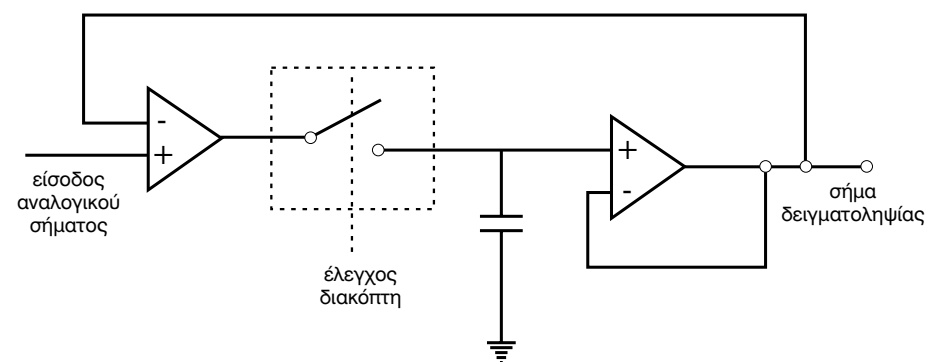 -
+
+
-
είσοδος
αναλογικού
σήματος
σήμα
δειγματοληψίας
έλεγχος
διακόπτη